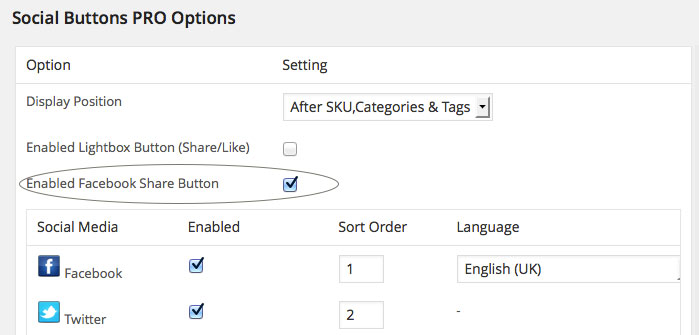 Social Buttons PRO Options
Option Setting
Display Position After SKU,Categories & Tags
Enabled Lightbox Button (Share/Like)
Enabled Facebook Share Button
Social Media Enabled Sort Order Language
Facebook 1 English (UK)
Twitter 2 -